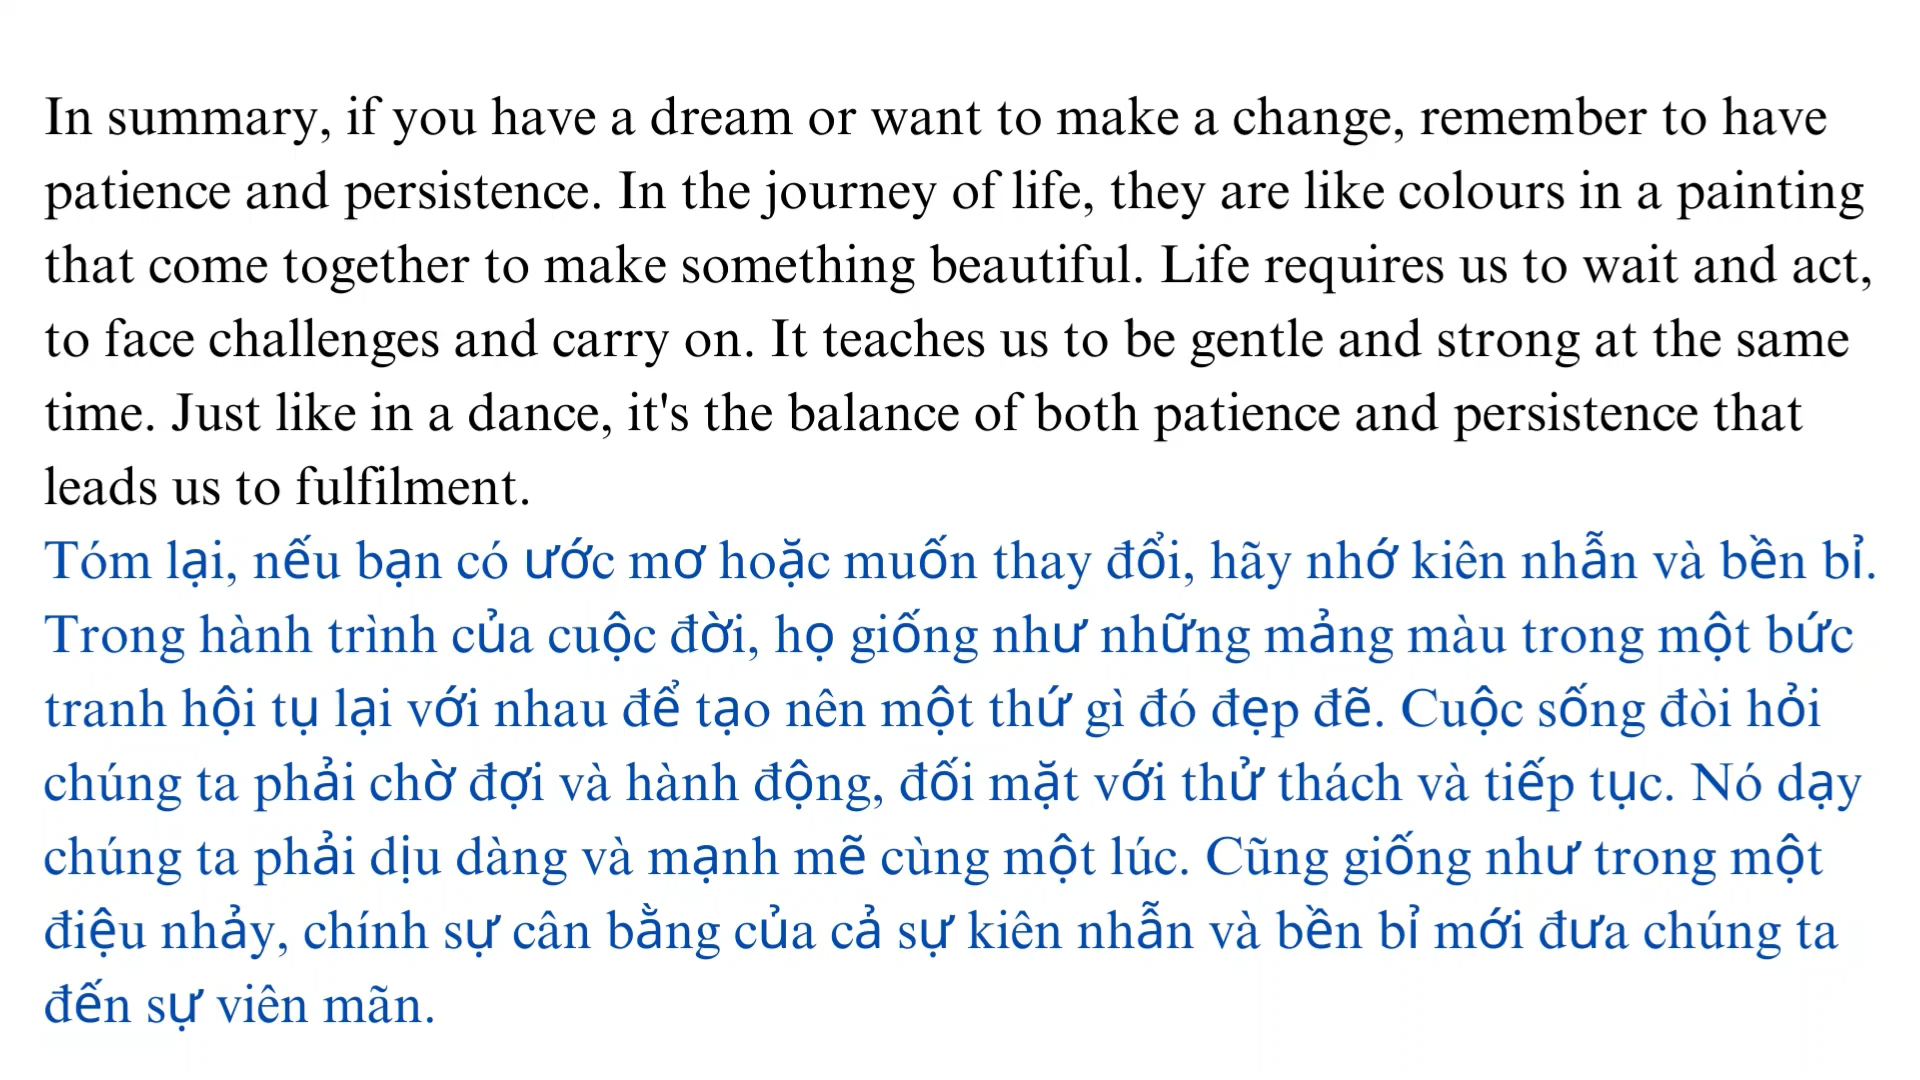 In summary, if you have a dream or want to make a change, remember to have
patience and persistence. In the journey of life, they are like colours in a painting
that come together to make something beautiful. Life requires us to wait and act,
to face challenges and carry on. It teaches us to be gentle and strong at the same
time. Just like in a dance, it's the balance of both patience and persistence that
leads us to fulfilment.
Tóm lại, nếu bạn có ước mơ hoặc muốn thay đổi, hãy nhớ kiên nhẫn và bền bỉ.
Trong hành trình của cuộc đời, họ giống như những mảng màu trong một bức
tranh hội tụ lại với nhau để tạo nên một thứ gì đó đẹp đẽ. Cuộc sống đòi hỏi
chúng ta phải chờ đợi và hành động, đối mặt với thử thách và tiếp tục. Nó dạy
chúng ta phải dịu dàng và mạnh mẽ cùng một lúc. Cũng giống như trong một
điệu nhảy, chính sự cân bằng của cả sự kiên nhẫn và bền bỉ mới đưa chúng ta
đến sự viên mãn.